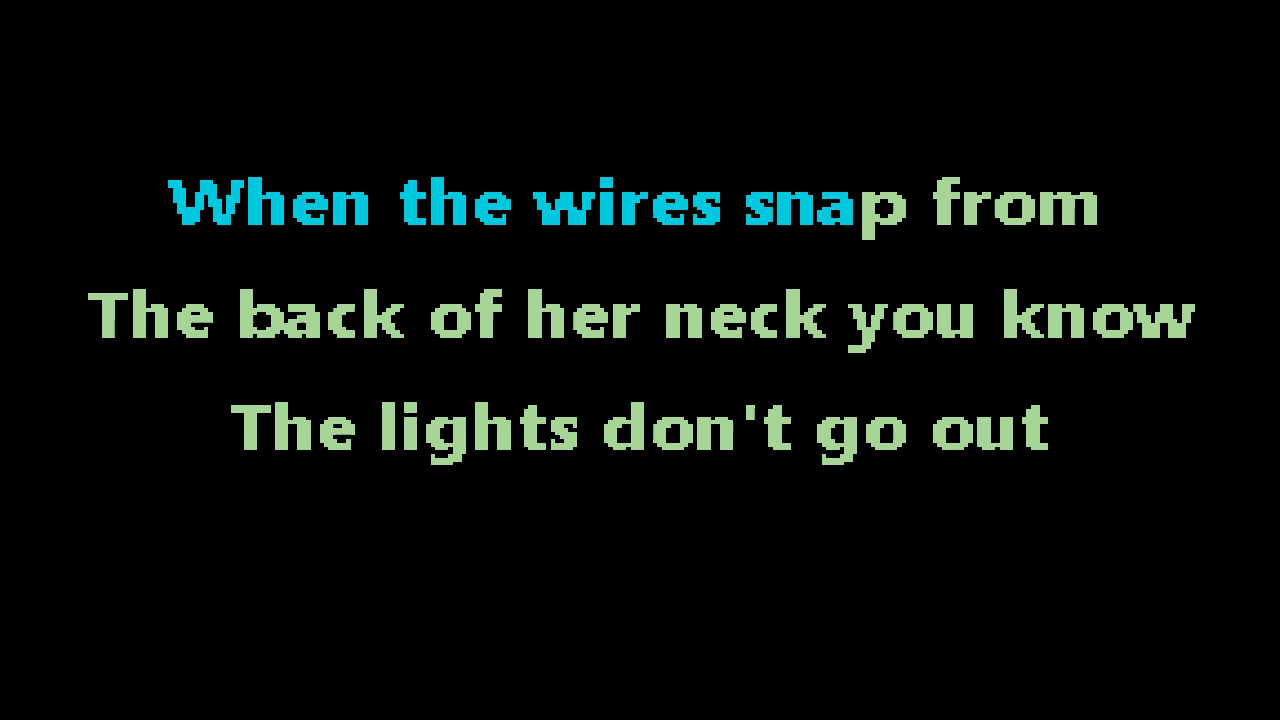 When the wires snap from
The back of her neck you know
The lights don't go out